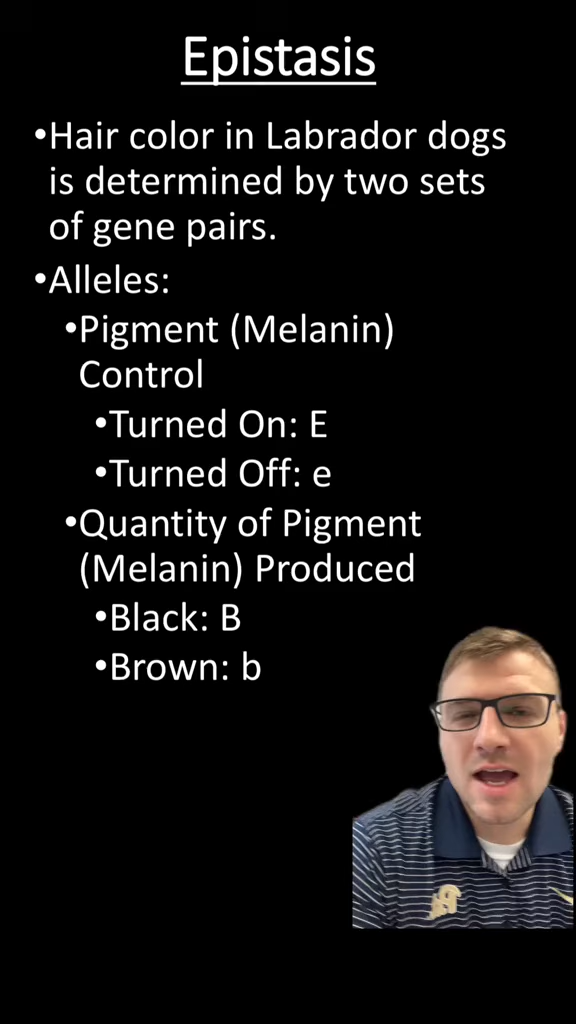 Epistasis
•Hair color in Labrador dogs
is determined by two sets
of gene pairs.
•Alleles:
•Pigment (Melanin)
Control
•Turned On: E
•Turned Off: e
•Quantity of Pigment
(Melanin) Produced
•Black: B
•Brown: b